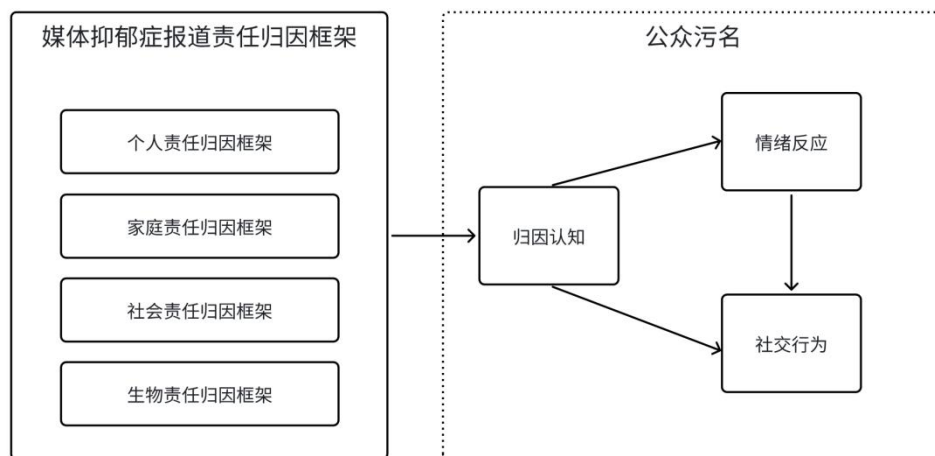 媒体抑郁症报道责任归因框架
公众污名
个人责任归因框架
家庭责任归因框架
社会责任归因框架
生物责任归因框架
归因认知
情绪反应
社交行为